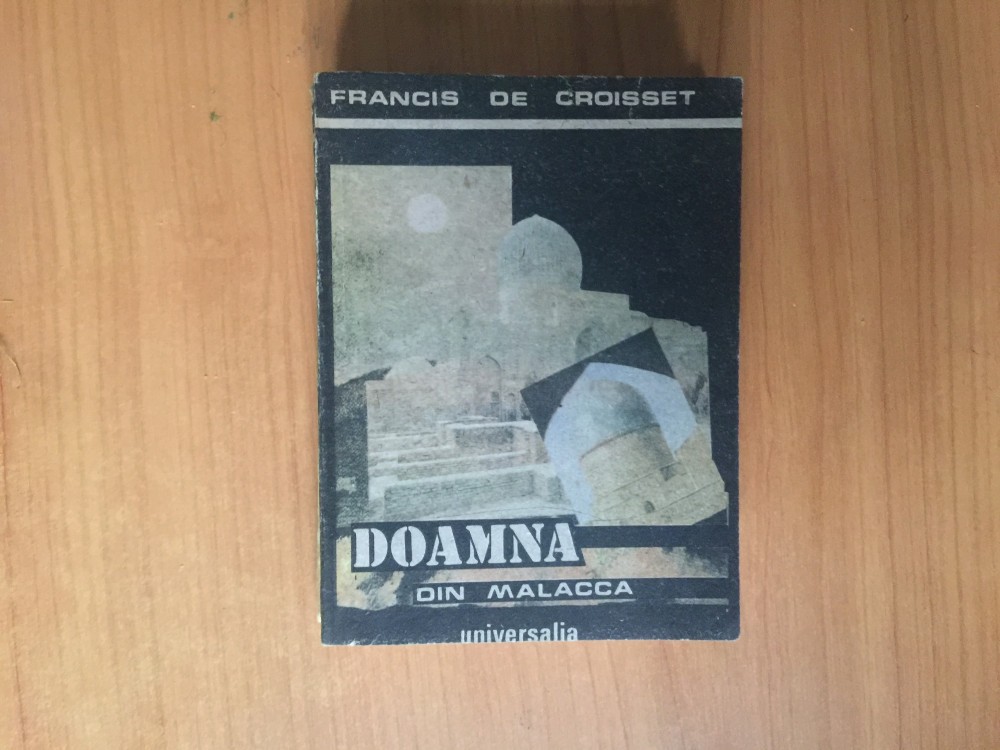 FRANCIS DE CROISSET
DOAMNA
DIN MALACCA
universalia